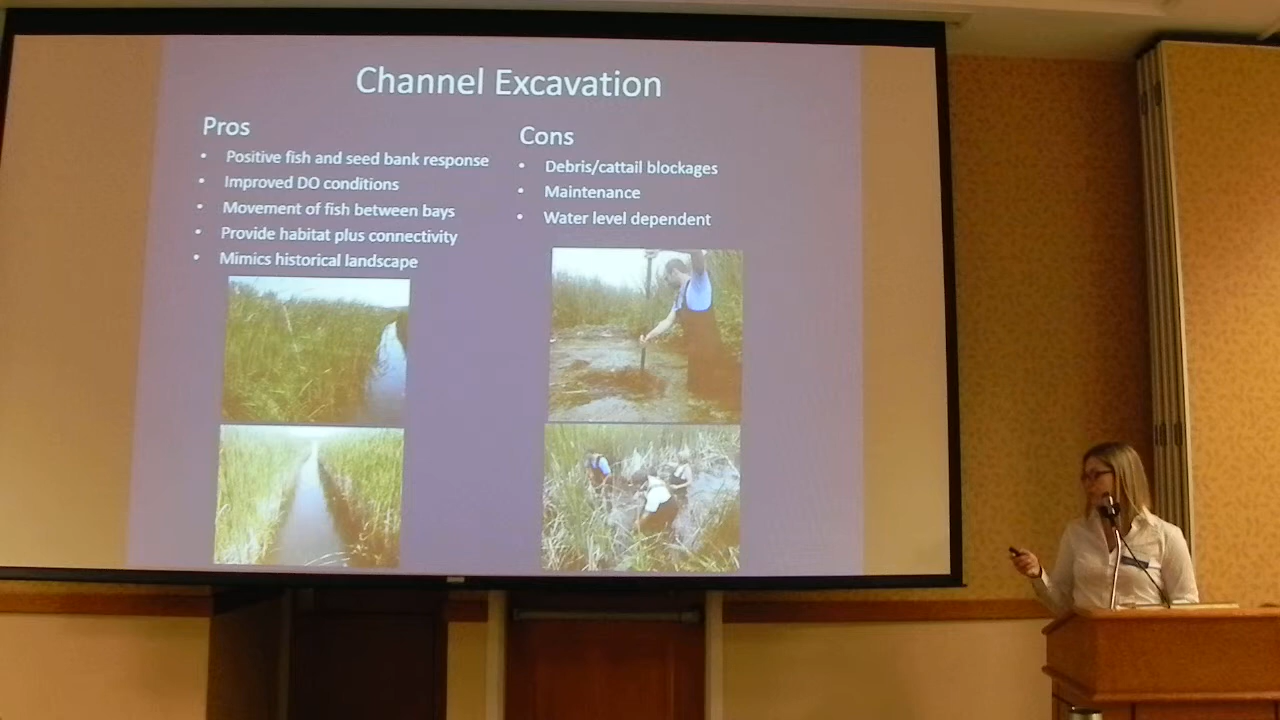 Channel Excavation
Pros
• Positive fish and seed bank response
• Improved DO conditions
• Movement of fish between bays
• Provide habitat plus connectivity
• Mimics historical landscape
Cons
• Debris/cattail blockages
• Maintenance
• Water level dependent